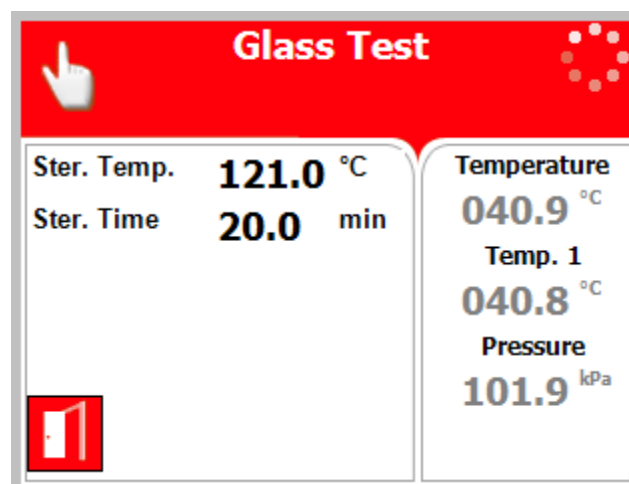 Glass Test
Ster. Temp. 121.0 °C
Ster. Time 20.0 min
Temperature
040.9 °C
Temp. 1
040.8 °C
Pressure
101.9 kPa